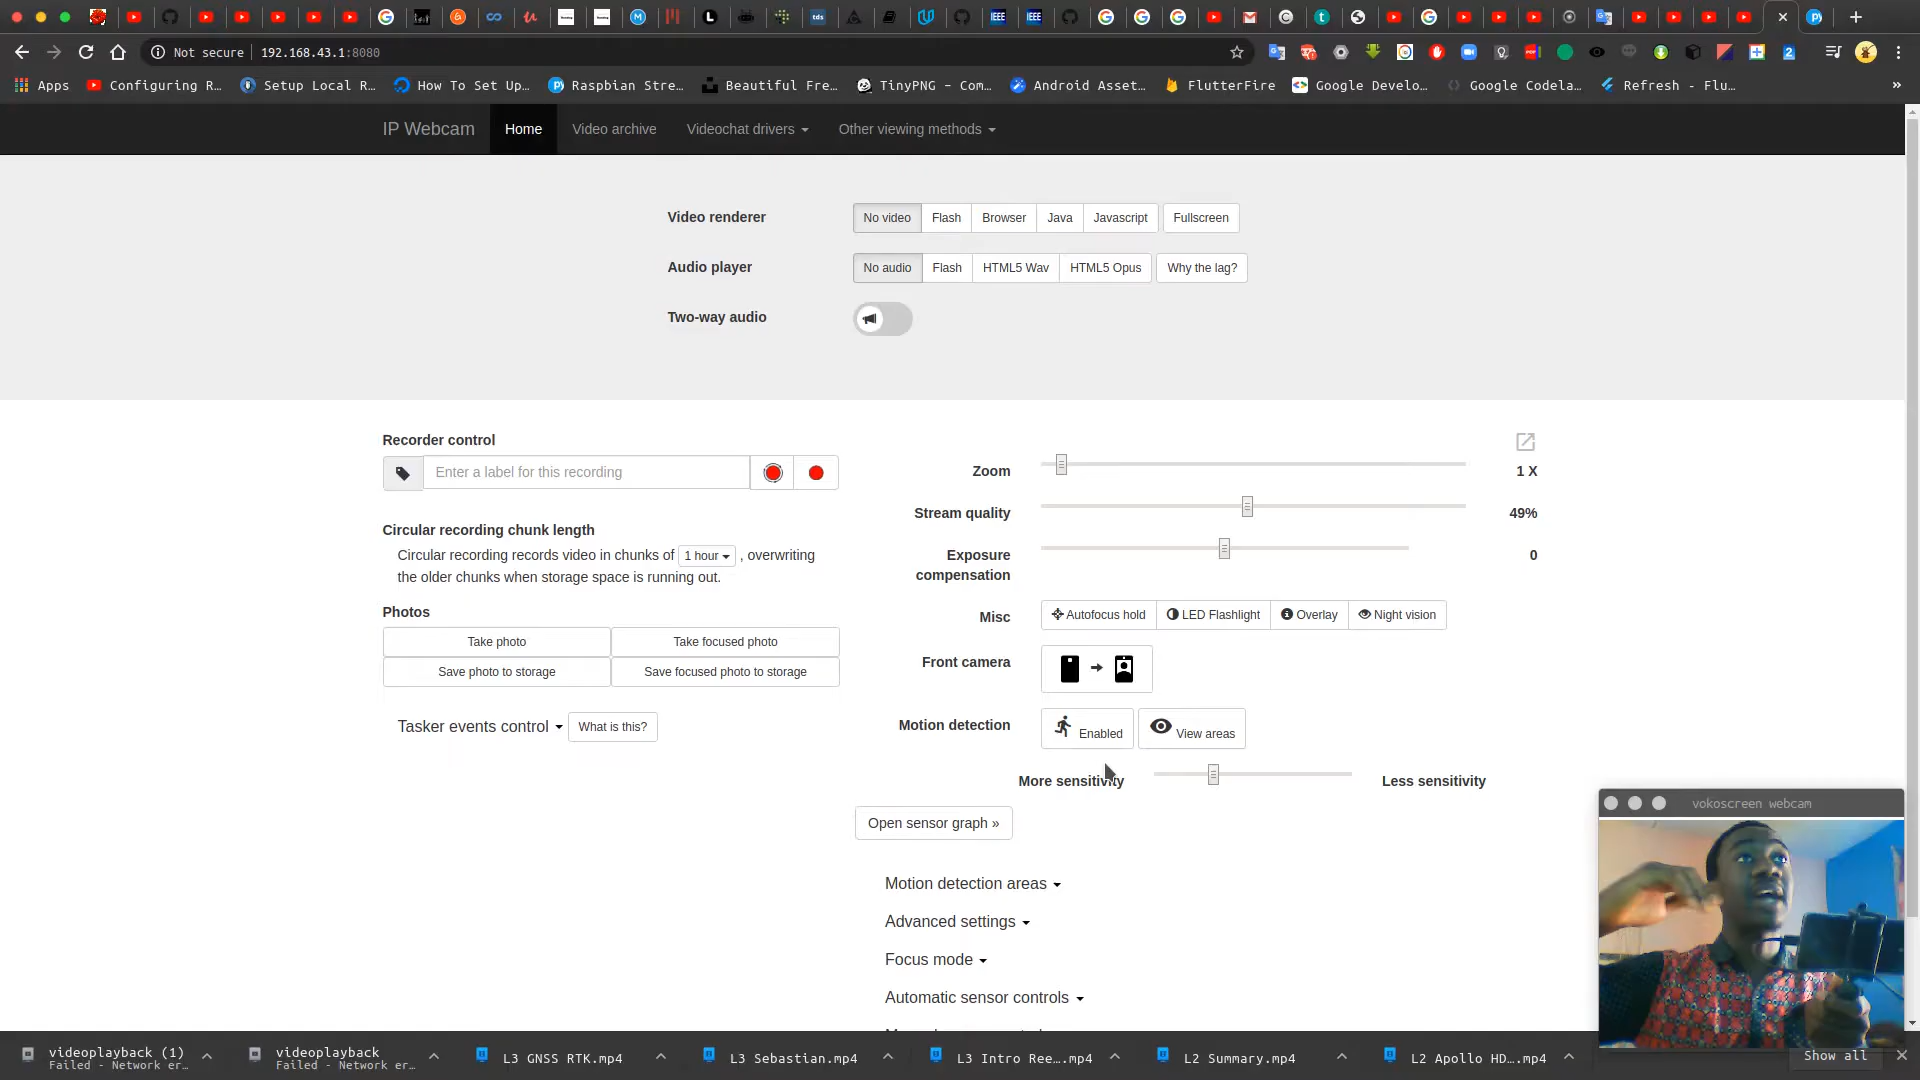 Not secure
192.168.43.1:8080
Apps
Configuring R...
Setup Local R...
How To Set Up...
Raspbian Stre...
Beautiful Fre...
TinyPNG – Com...
Android Asset...
FlutterFire
Google Develo...
Google Codela...
Refresh - Flu...
»
IP Webcam
Home
Video archive
Videochat drivers
Other viewing methods
Video renderer
No video
Flash
Browser
Java
Javascript
Fullscreen
Audio player
No audio
Flash
HTML5 Wav
HTML5 Opus
Why the lag?
Two-way audio
Recorder control
Enter a label for this recording
Circular recording chunk length
Circular recording records video in chunks of 1 hour , overwriting
the older chunks when storage space is running out.
Photos
Take photo
Take focused photo
Save photo to storage
Save focused photo to storage
Tasker events control
What is this?
Zoom
1 X
Stream quality
49%
Exposure
compensation
0
Misc
Autofocus hold
LED Flashlight
Overlay
Night vision
Front camera
Motion detection
Enabled
View areas
More sensitivity
Less sensitivity
Open sensor graph »
Motion detection areas
Advanced settings
Focus mode
Automatic sensor controls
vokoscreen webcam
videoplayback (1)
Failed - Network er...
videoplayback
Failed - Network er...
L3 GNSS RTK.mp4
L3 Sebastian.mp4
L3 Intro Ree....mp4
L2 Summary.mp4
L2 Apollo HD....mp4
Show all